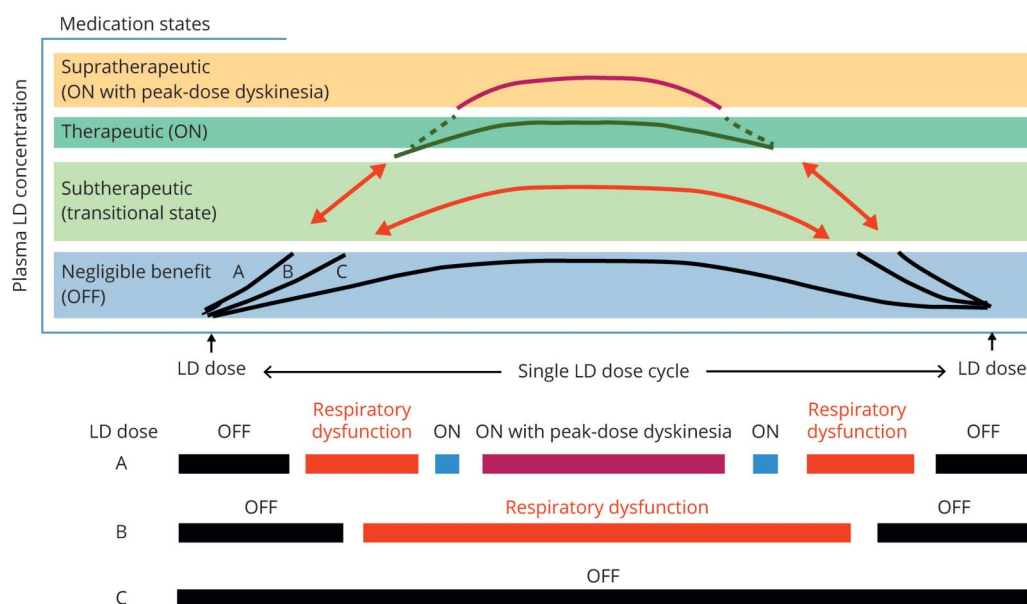 Medication states
Plasma LD concentration
Supratherapeutic
(ON with peak-dose dyskinesia)
Therapeutic (ON)
Subtherapeutic
(transitional state)
Negligible benefit
(OFF)
A
B
C
LD dose
Single LD dose cycle
LD dose
LD dose
OFF
Respiratory
dysfunction
ON
ON with peak-dose dyskinesia
ON
Respiratory
dysfunction
OFF
A
OFF
Respiratory dysfunction
OFF
B
OFF
C